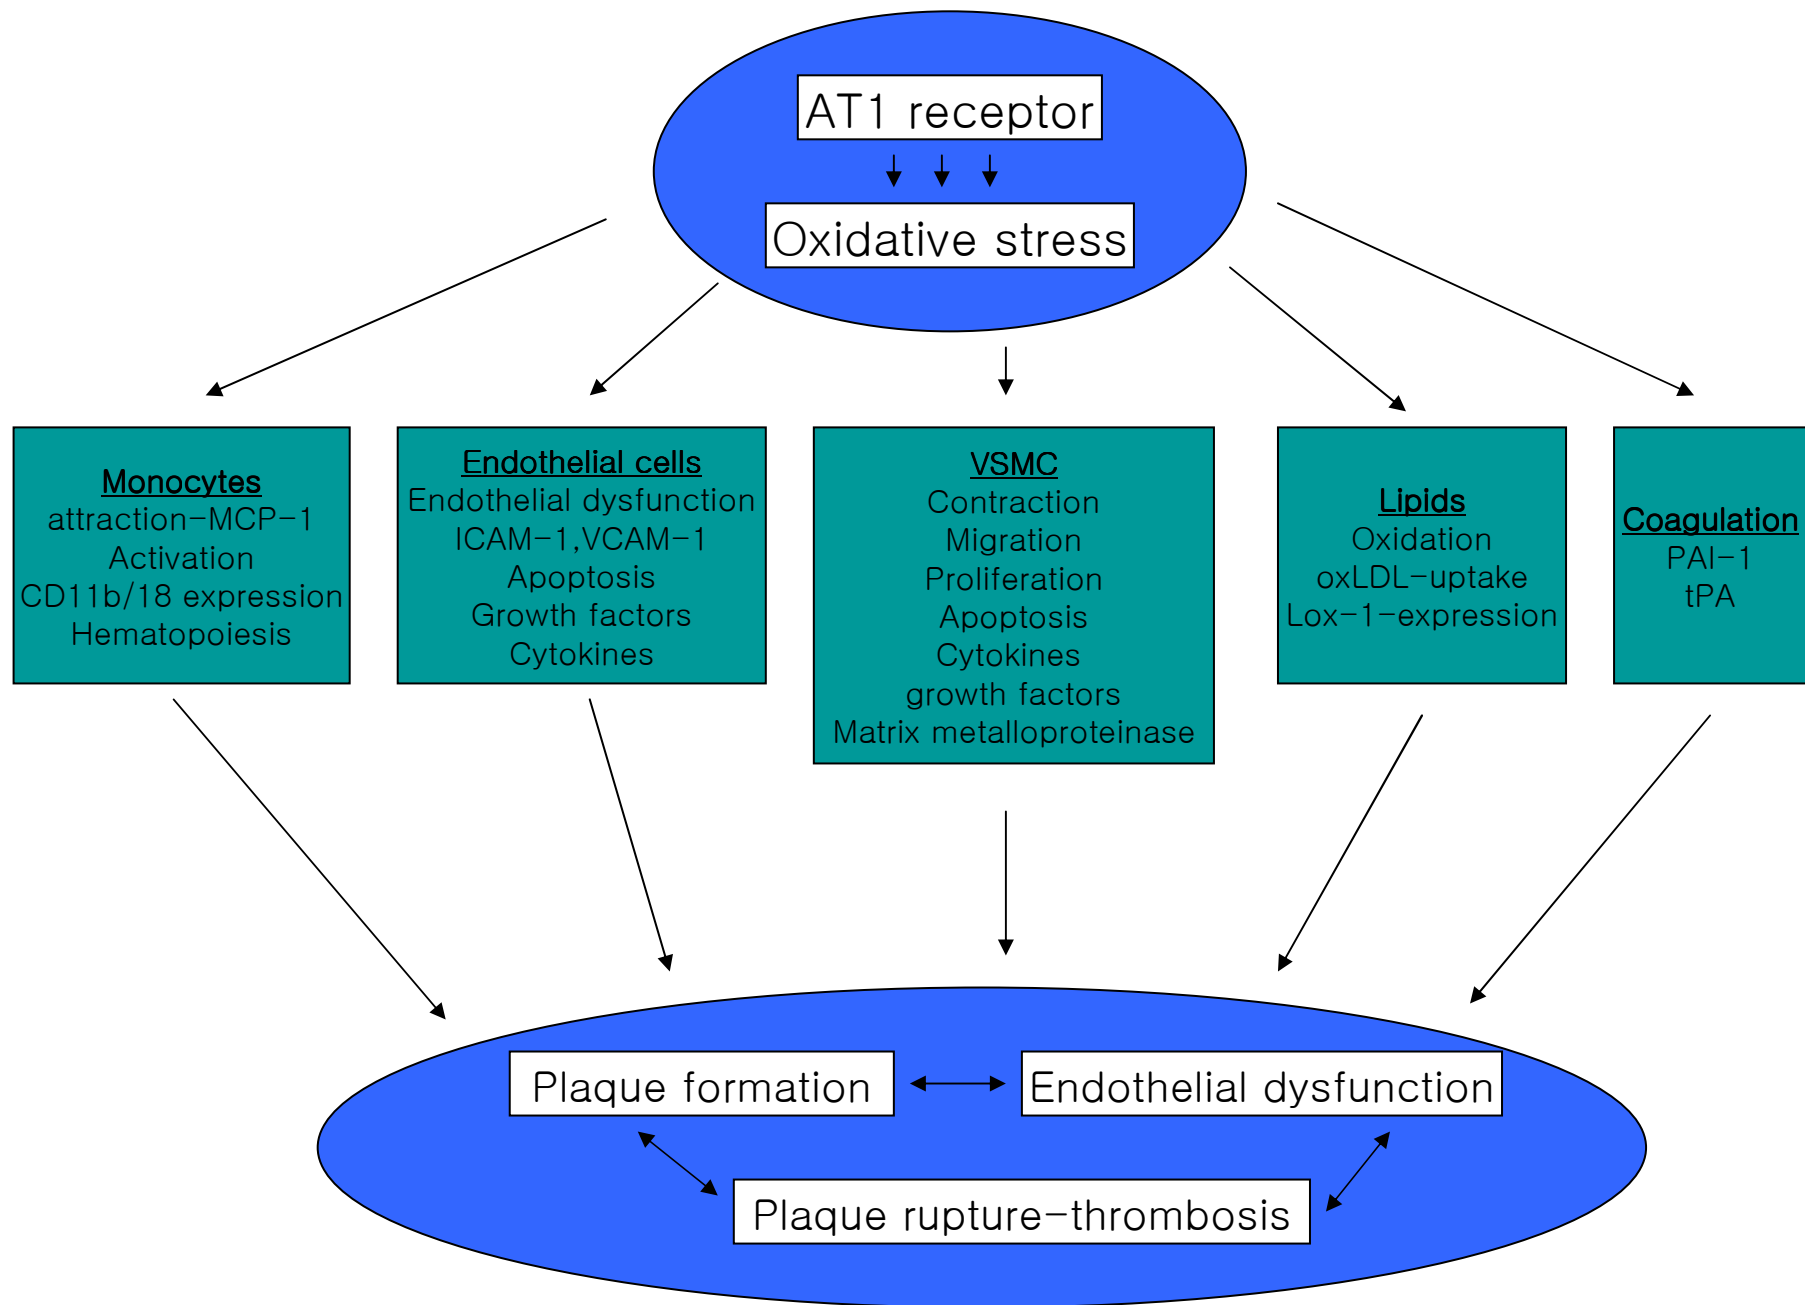 AT1 receptor
Oxidative stress
Monocytes
attraction-MCP-1
Activation
CD11b/18 expression
Hematopoiesis
Endothelial cells
Endothelial dysfunction
ICAM-1,VCAM-1
Apoptosis
Growth factors
Cytokines
VSMC
Contraction
Migration
Proliferation
Apoptosis
Cytokines
growth factors
Matrix metalloproteinase
Lipids
Oxidation
oxLDL-uptake
Lox-1-expression
Coagulation
PAI-1
tPA
Plaque formation
Endothelial dysfunction
Plaque rupture-thrombosis